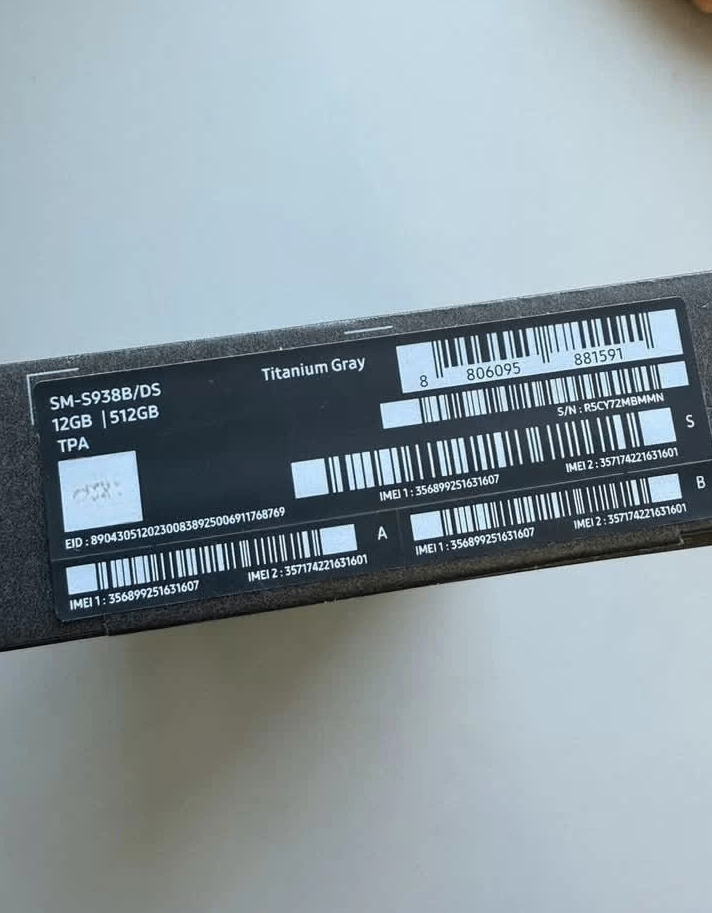 SM-S938B/DS
12GB | 512GB
TPA
Titanium Gray
8 806095 881591
S/N : R5CY72MBMMN
IMEI 1 : 356899251631607
IMEI 2 : 357174221631601
S
EID : 89043051202300838925006911768769
IMEI 1 : 356899251631607
IMEI 2 : 357174221631601
A
IMEI 1 : 356899251631607
IMEI 2 : 357174221631601
B